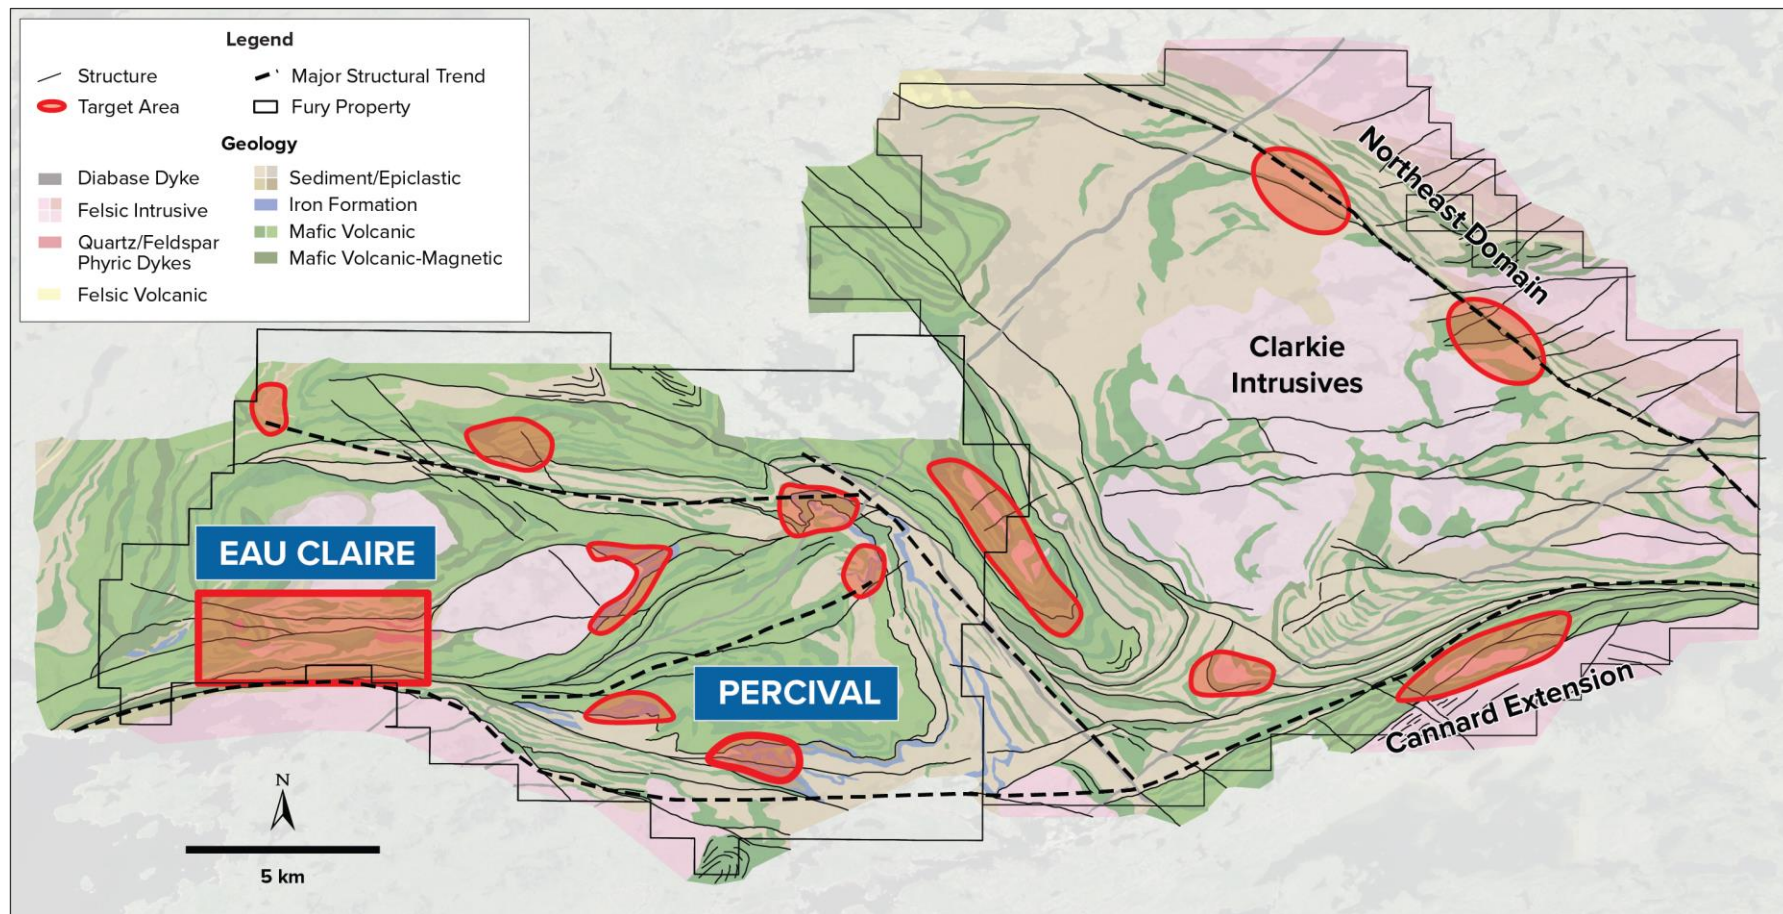 Legend
Structure
Major Structural Trend
Target Area
Fury Property
Geology
Diabase Dyke
Felsic Intrusive
Quartz/Feldspar
Phyric Dykes
Felsic Volcanic
Sediment/Epiclastic
Iron Formation
Mafic Volcanic
Mafic Volcanic-Magnetic
Northeast Domain
Clarkie
Intrusives
EAU CLAIRE
PERCIVAL
Cannard Extension
N
5 km